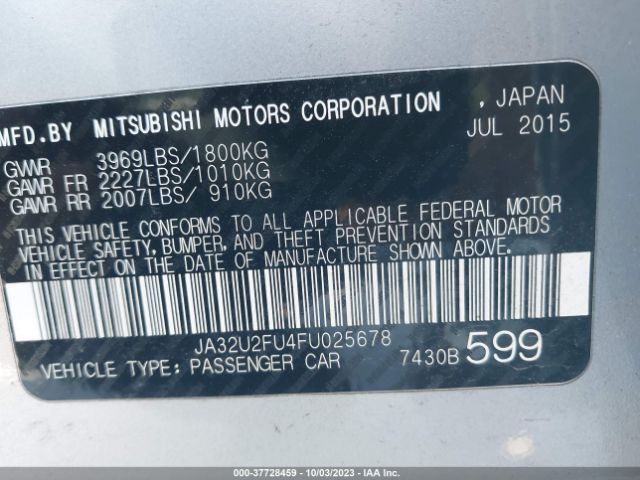 MFD.BY MITSUBISHI MOTORS CORPORATION , JAPAN
JUL 2015
GVWR 3969LBS/1800KG
GAWR FR 2227LBS/1010KG
GAWR RR 2007LBS/ 910KG
THIS VEHICLE CONFORMS TO ALL APPLICABLE FEDERAL MOTOR
VEHICLE SAFETY, BUMPER, AND THEFT PREVENTION STANDARDS
IN EFFECT ON THE DATE OF MANUFACTURE SHOWN ABOVE.
JA32U2FU4FU025678
VEHICLE TYPE: PASSENGER CAR 7430B 599
000-37728459 - 10/03/2023 - IAAI.com